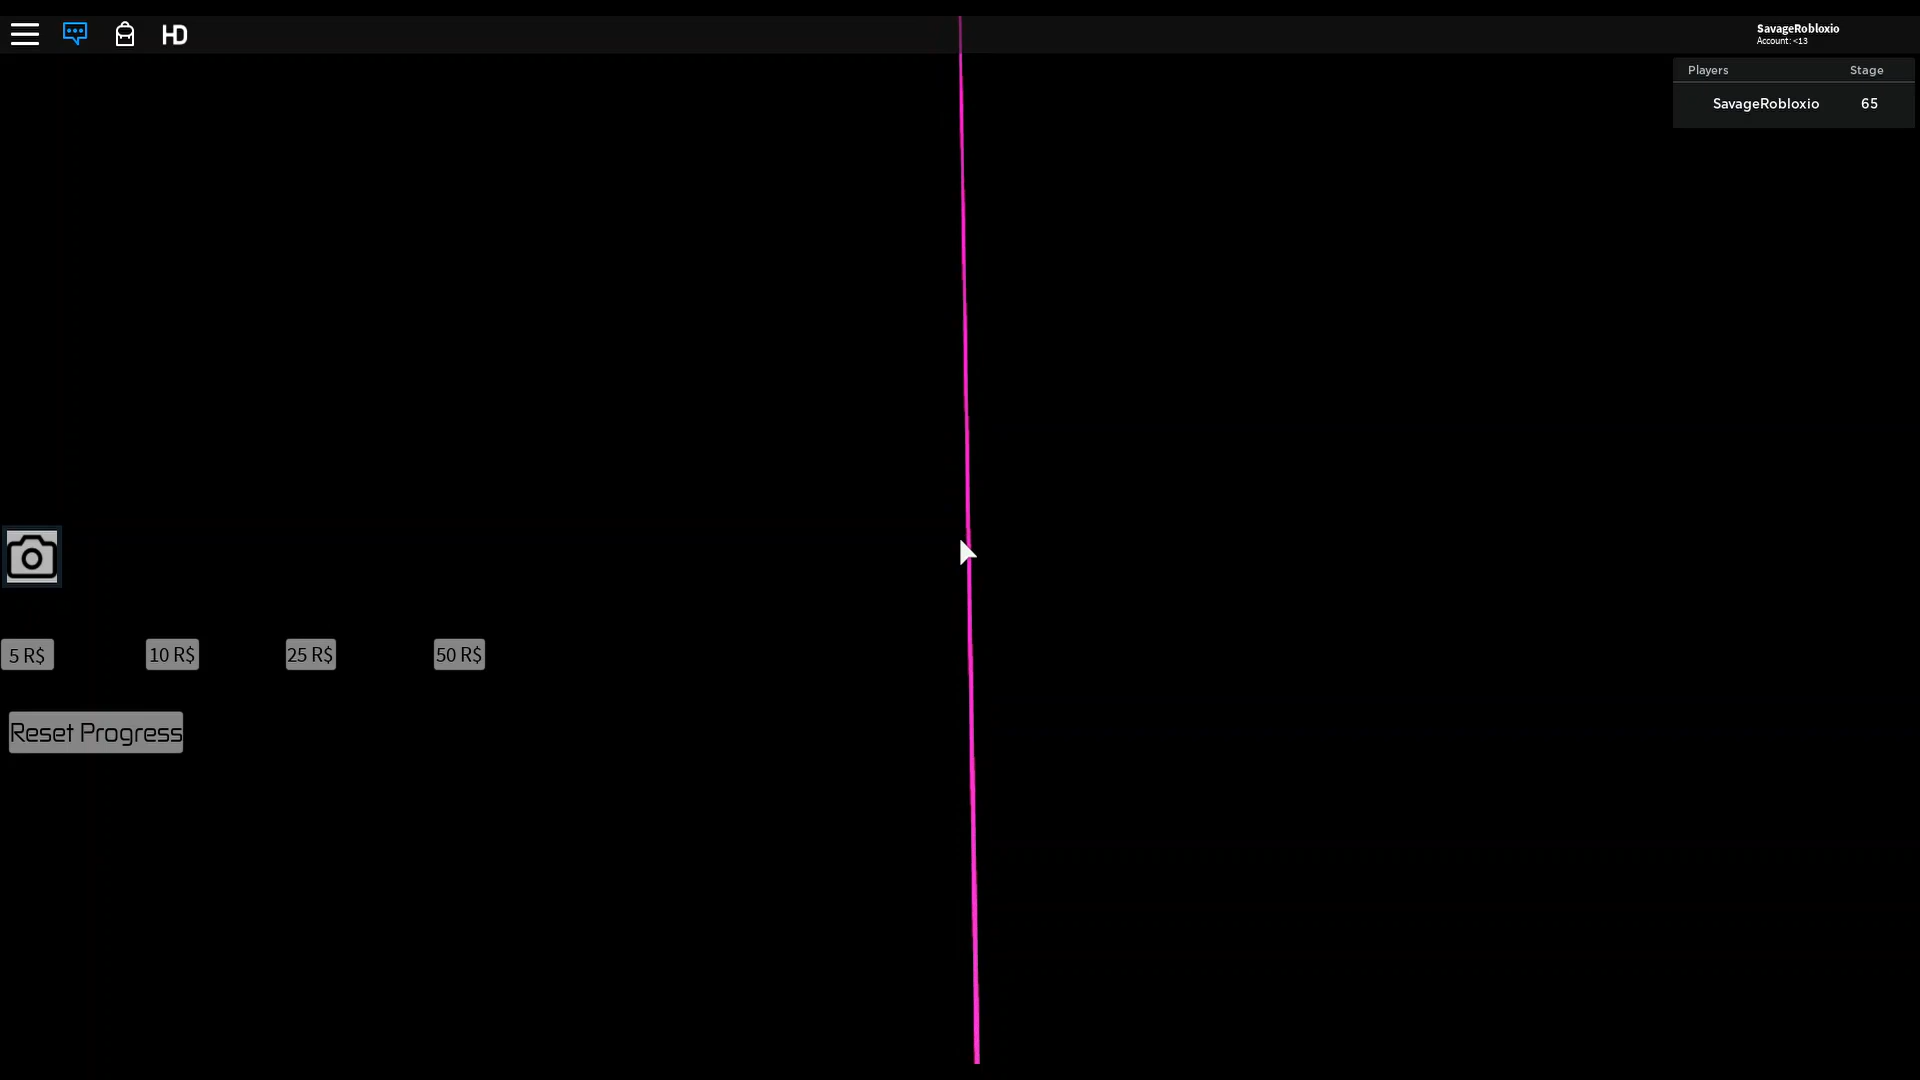 HD
SavageRobloxio
Account: <13
Players Stage
SavageRobloxio 65
5 R$ 10 R$ 25 R$ 50 R$
Reset Progress